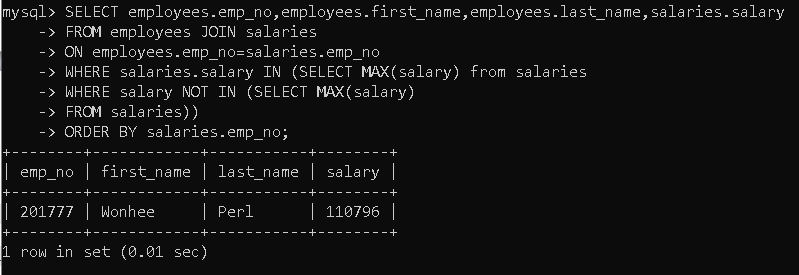 mysql> SELECT employees.emp_no,employees.first_name,employees.last_name,salaries.salary
    -> FROM employees JOIN salaries
    -> ON employees.emp_no=salaries.emp_no
    -> WHERE salaries.salary IN (SELECT MAX(salary) from salaries
    -> WHERE salary NOT IN (SELECT MAX(salary)
    -> FROM salaries))
    -> ORDER BY salaries.emp_no;
+--------+------------+-----------+--------+
| emp_no | first_name | last_name | salary |
+--------+------------+-----------+--------+
| 201777 | Wonhee     | Perl      | 110796 |
+--------+------------+-----------+--------+
1 row in set (0.01 sec)